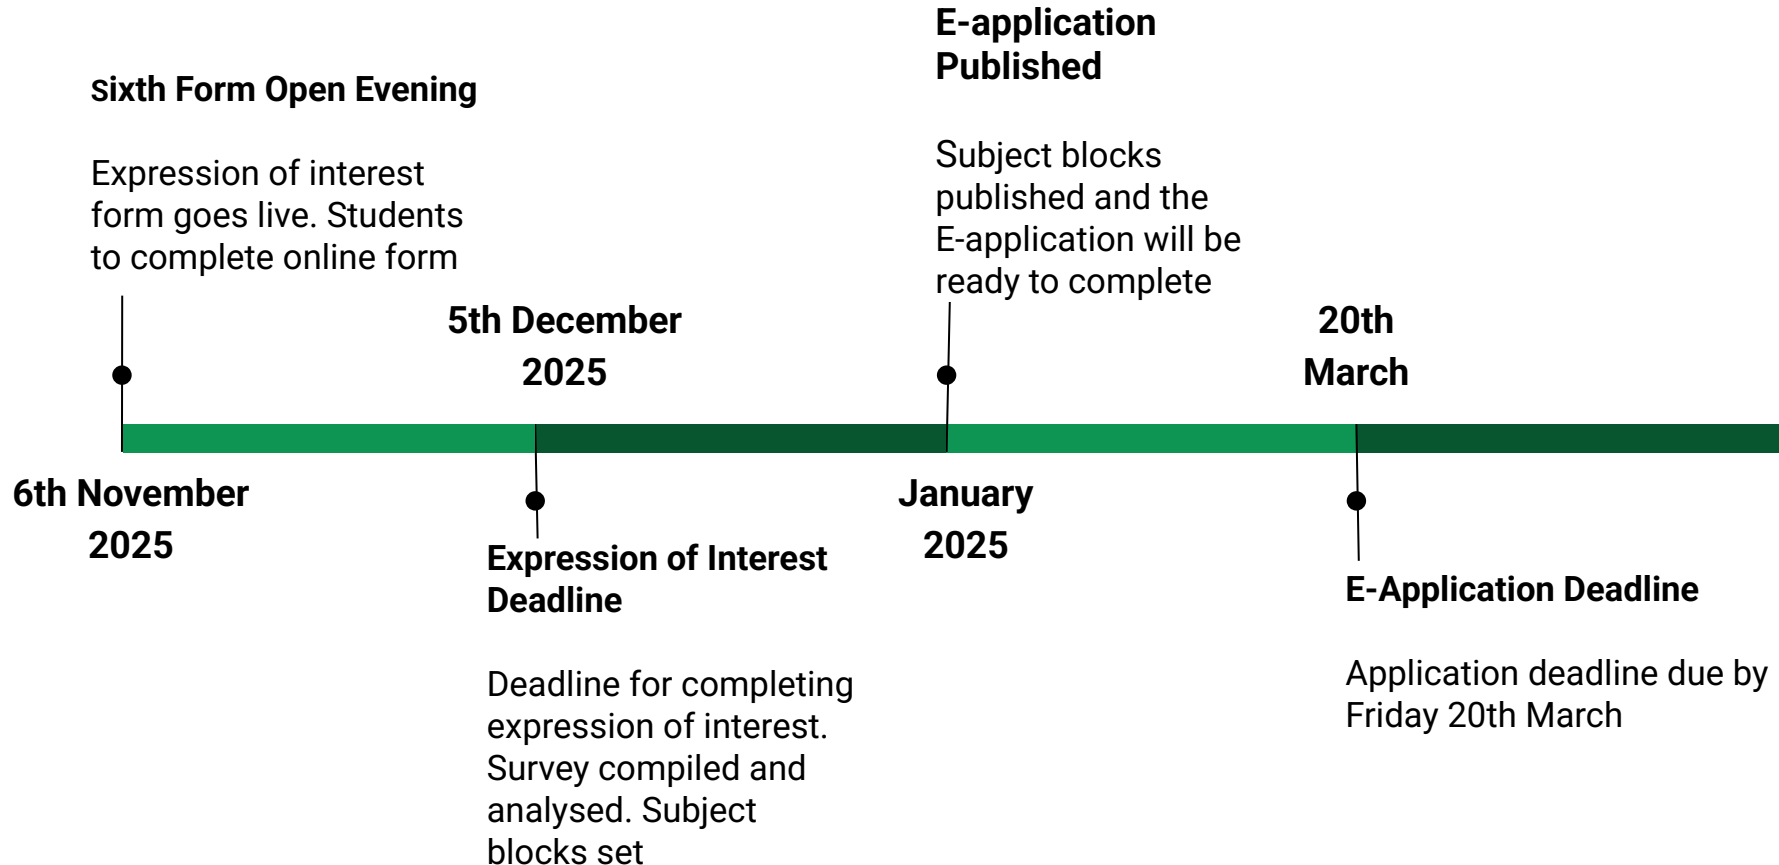 Sixth Form Open Evening
Expression of interest
form goes live. Students
to complete online form
6th November
2025
5th December
2025
Expression of Interest
Deadline
Deadline for completing
expression of interest.
Survey compiled and
analysed. Subject
blocks set
E-application
Published
Subject blocks
published and the
E-application will be
ready to complete
January
2025
20th
March
E-Application Deadline
Application deadline due by
Friday 20th March